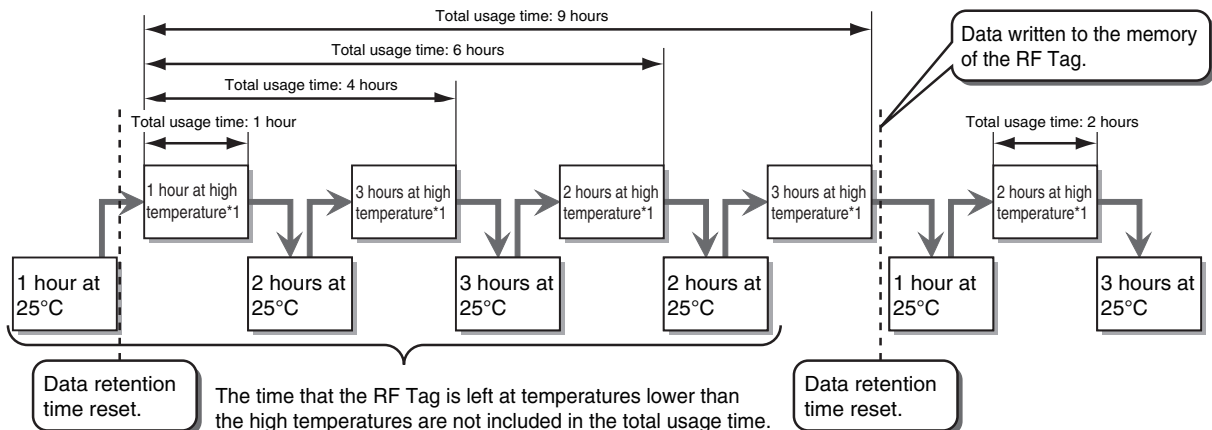 Total usage time: 9 hours
Data written to the memory
of the RF Tag.
Total usage time: 6 hours
Total usage time: 4 hours
Total usage time: 1 hour
Total usage time: 2 hours
1 hour at high
temperature*1
3 hours at high
temperature*1
2 hours at high
temperature*1
3 hours at high
temperature*1
2 hours at high
temperature*1
1 hour at
25°C
2 hours at
25°C
3 hours at
25°C
2 hours at
25°C
1 hour at
25°C
3 hours at
25°C
Data retention
time reset.
The time that the RF Tag is left at temperatures lower than
the high temperatures are not included in the total usage time.
Data retention
time reset.